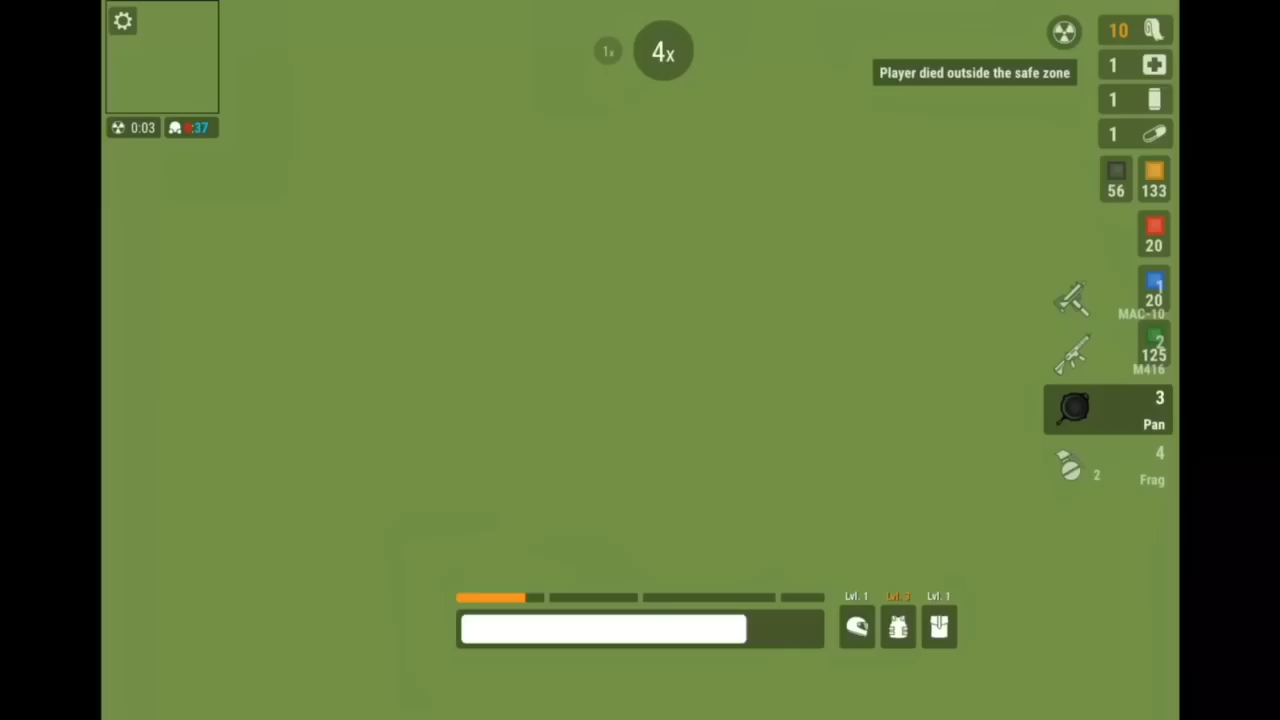 1x
4x
10
Player died outside the safe zone
1
1
0:03
:37
1
56
133
20
1
20
MAC-10
2
125
M416
3
Pan
4
2
Frag
Lvl. 1
Lvl. 3
Lvl. 1